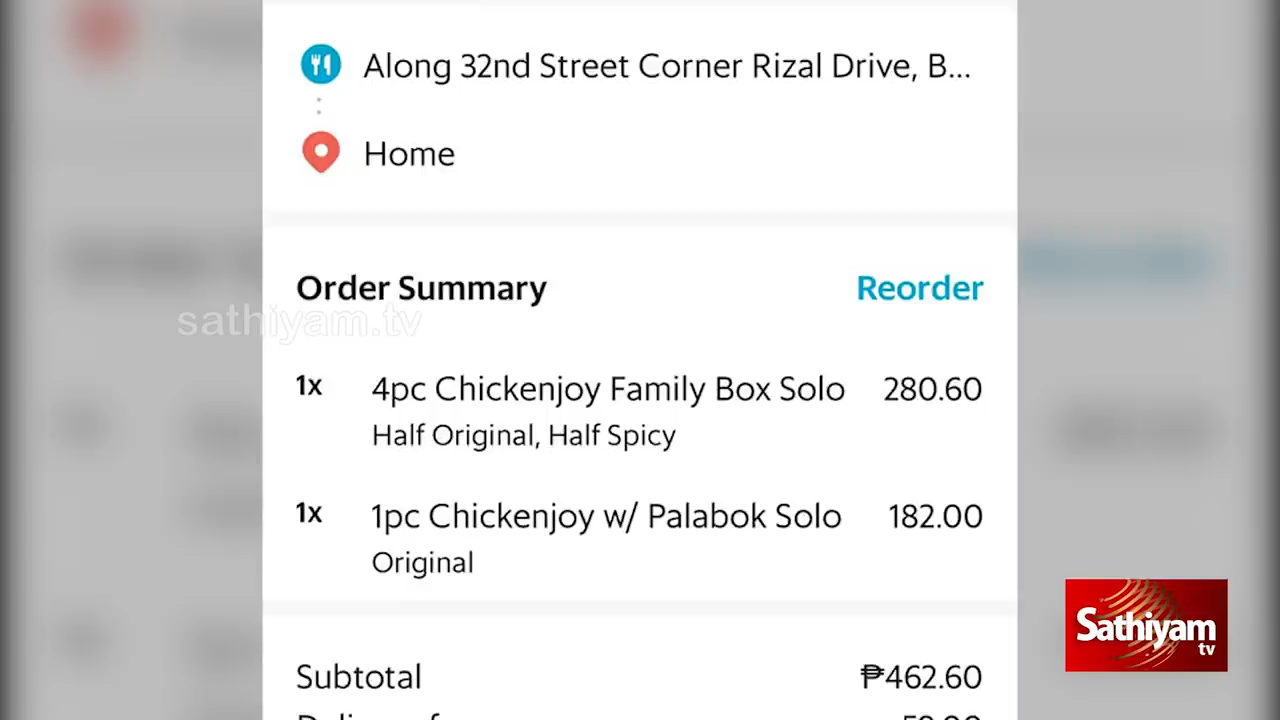 Along 32nd Street Corner Rizal Drive, B...
Home
Order Summary
Reorder
sathiyam.tv
1x 4pc Chickenjoy Family Box Solo 280.60
Half Original, Half Spicy
1x 1pc Chickenjoy w/ Palabok Solo 182.00
Original
Sathiyam
tv
Subtotal ₱462.60